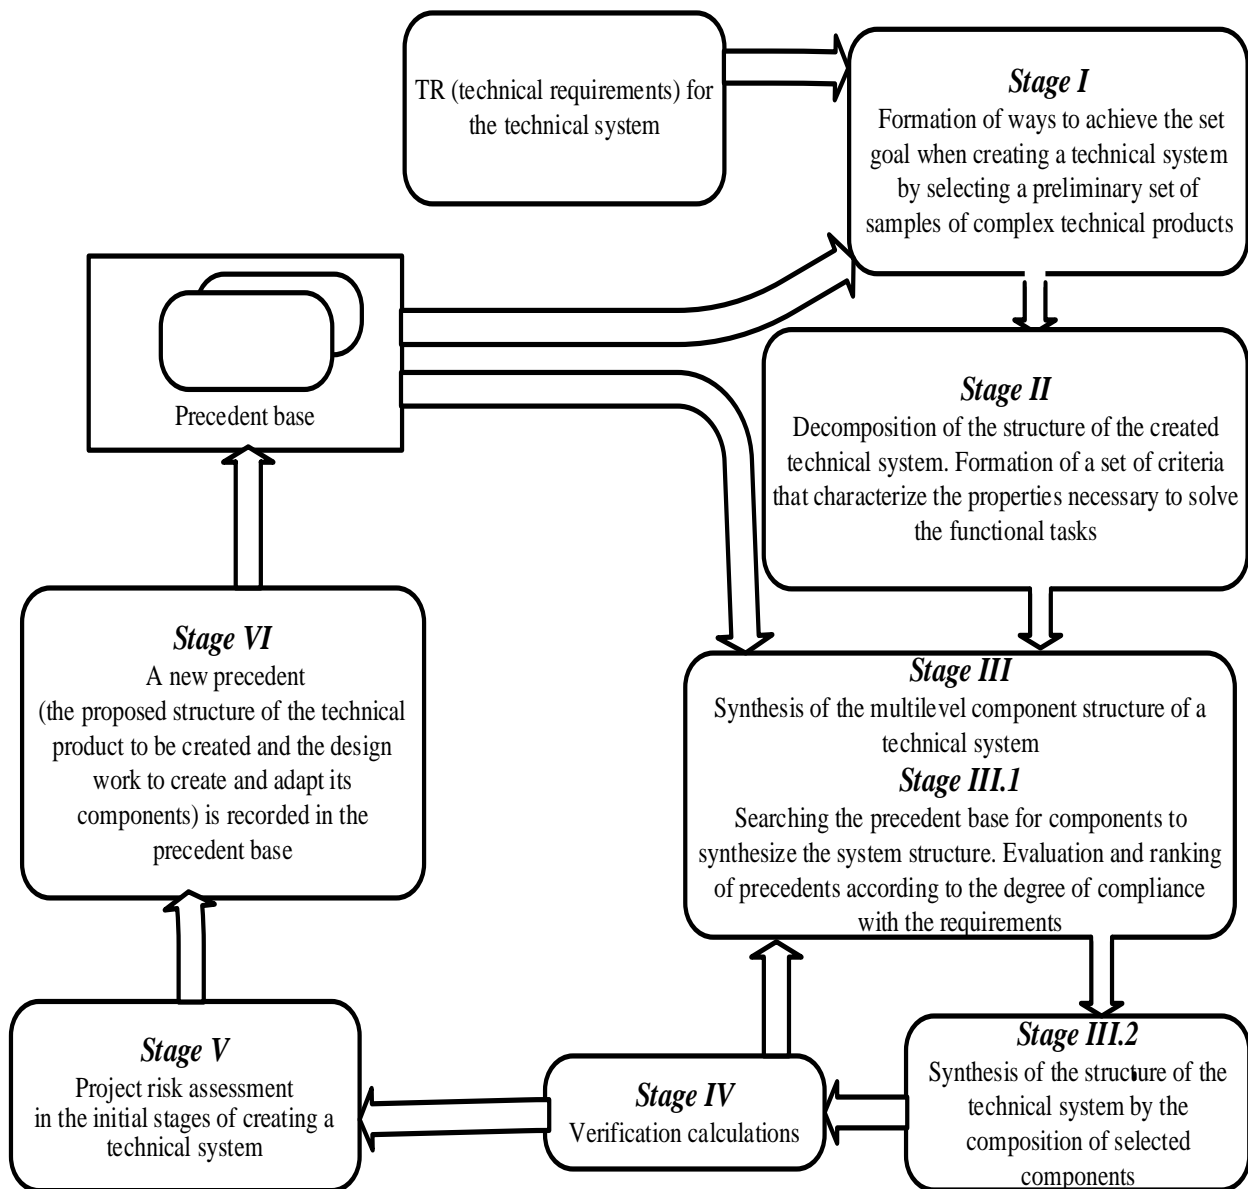 TR (technical requirements) for
the technical system
Stage I
Formation of ways to achieve the set
goal when creating a technical system
by selecting a preliminary set of
samples of complex technical products
Precedent base
Stage II
Decomposition of the structure of the created
technical system. Formation of a set of criteria
that characterize the properties necessary to solve
the functional tasks
Stage III
Synthesis of the multilevel component structure of a
technical system
Stage III.1
Searching the precedent base for components to
synthesize the system structure. Evaluation and ranking
of precedents according to the degree of compliance
with the requirements
Stage III.2
Synthesis of the structure of the
technical system by the
composition of selected
components
Stage IV
Verification calculations
Stage V
Project risk assessment
in the initial stages of creating a
technical system
Stage VI
A new precedent
(the proposed structure of the technical
product to be created and the design
work to create and adapt its
components) is recorded in the
precedent base